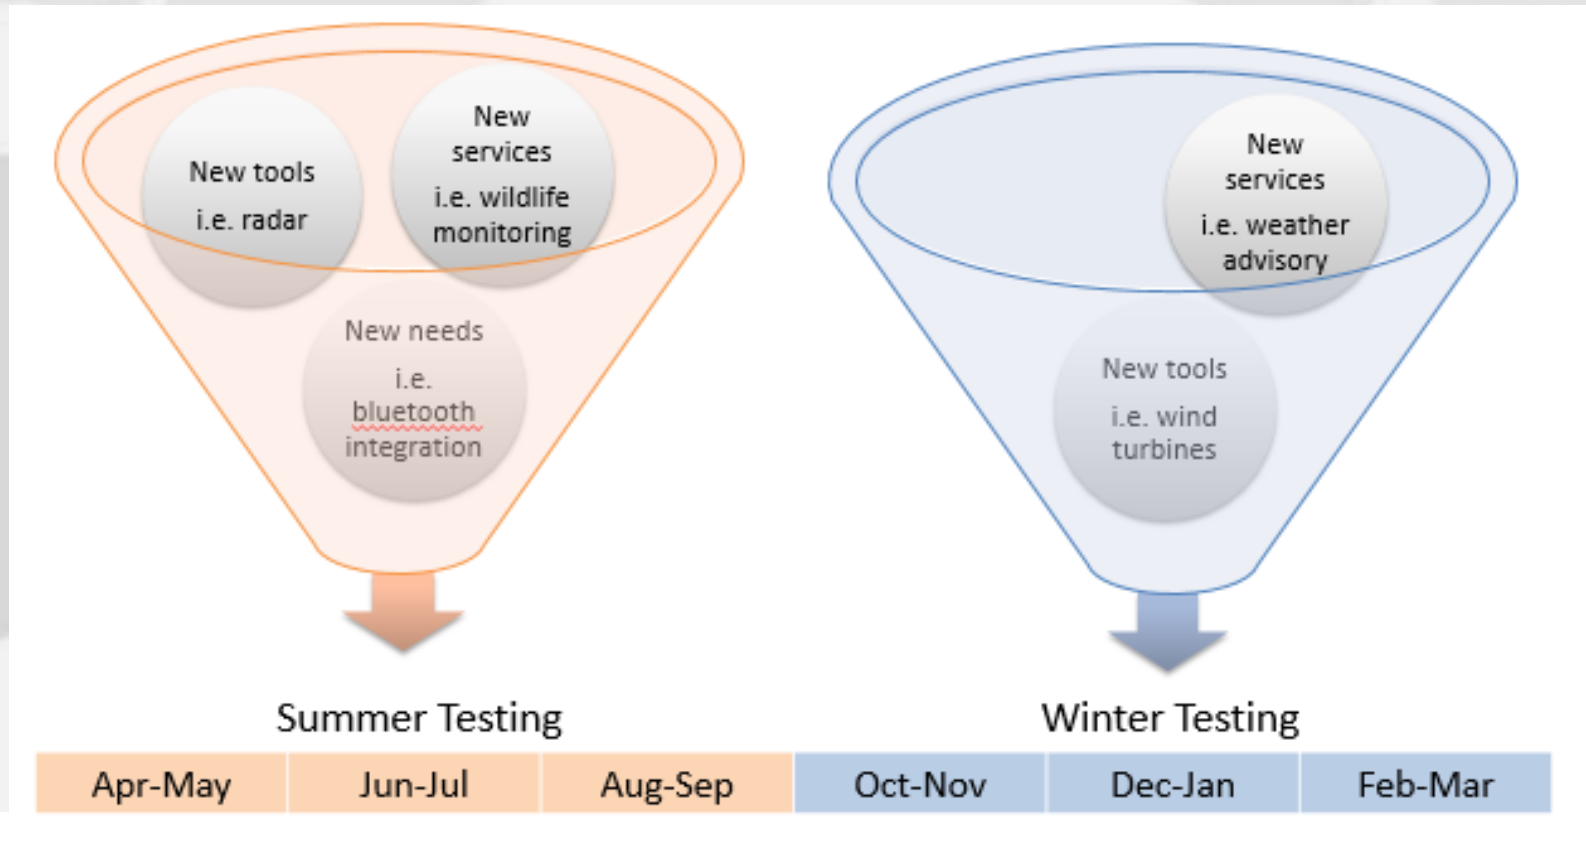 New tools
i.e. radar
New
services
i.e. wildlife
monitoring
New needs
i.e.
bluetooth
integration
New
services
i.e. weather
advisory
New tools
i.e. wind
turbines
Summer Testing
Winter Testing
Apr-May
Jun-Jul
Aug-Sep
Oct-Nov
Dec-Jan
Feb-Mar